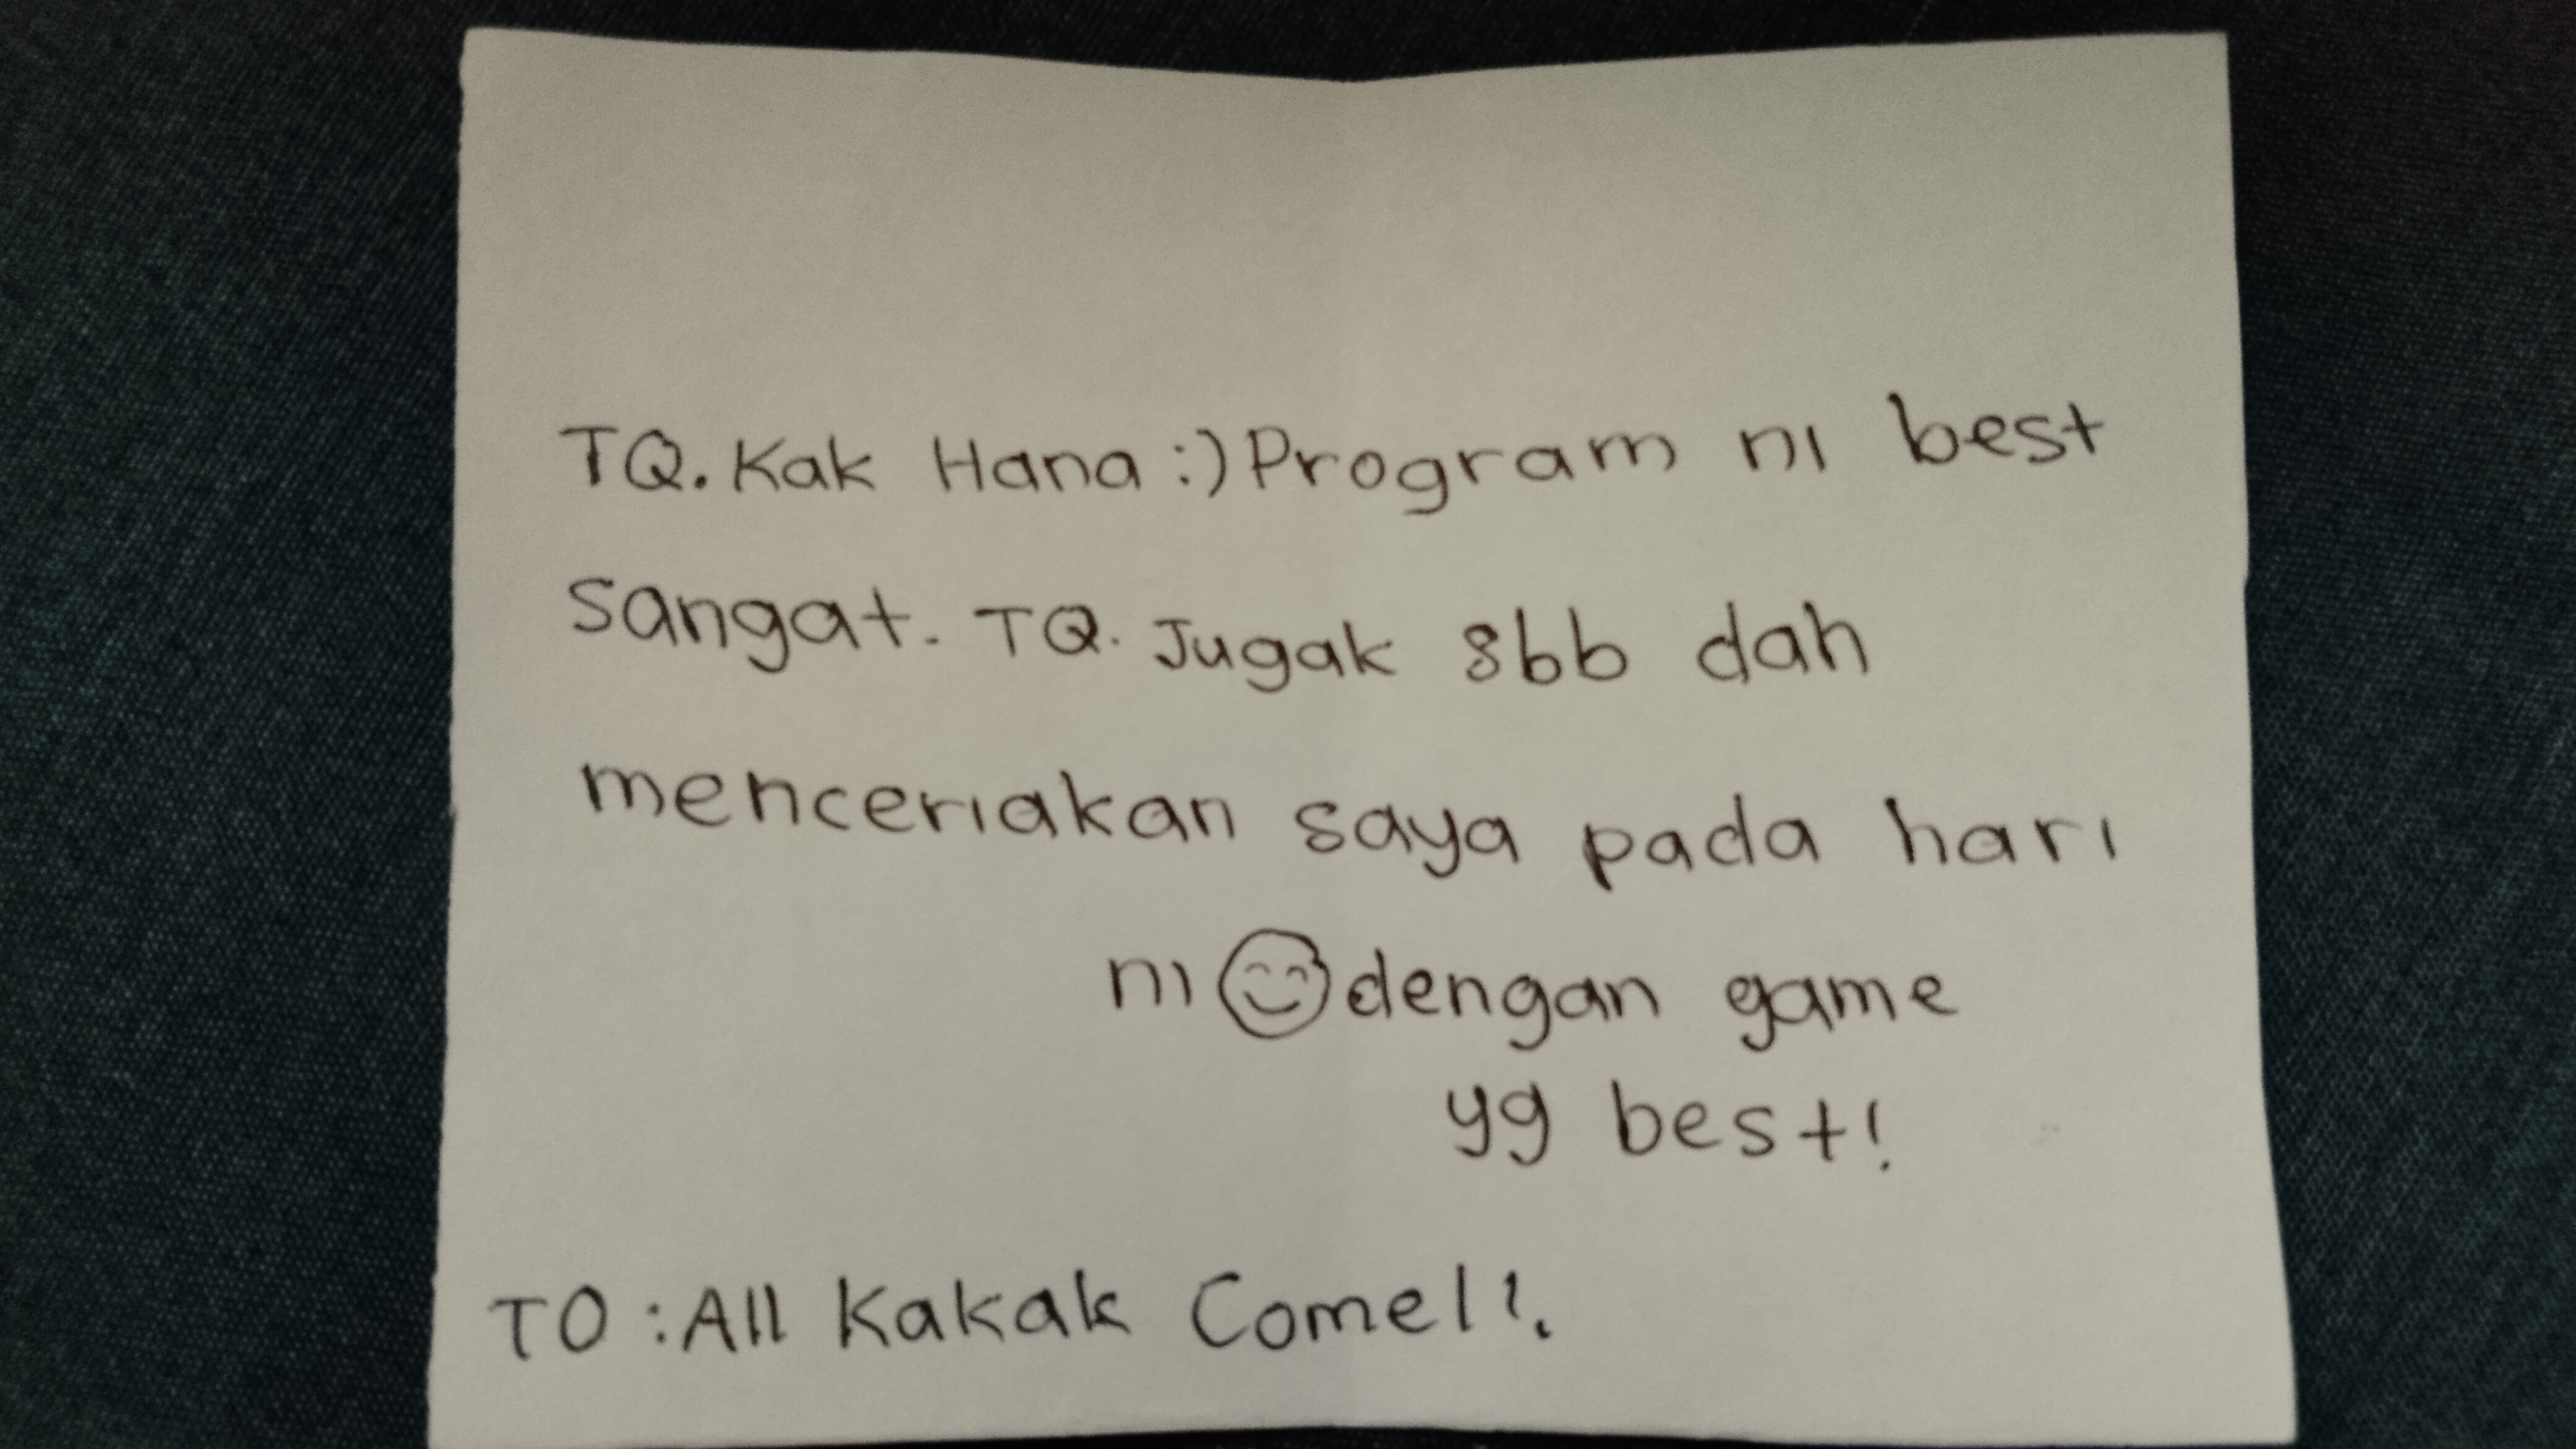 TQ. Kak Hana :) Program ni best
sangat. TQ. Jugak sbb dah
menceriakan saya pada hari
ni 😊 dengan game
yg best!
TO : All Kakak Comel!.